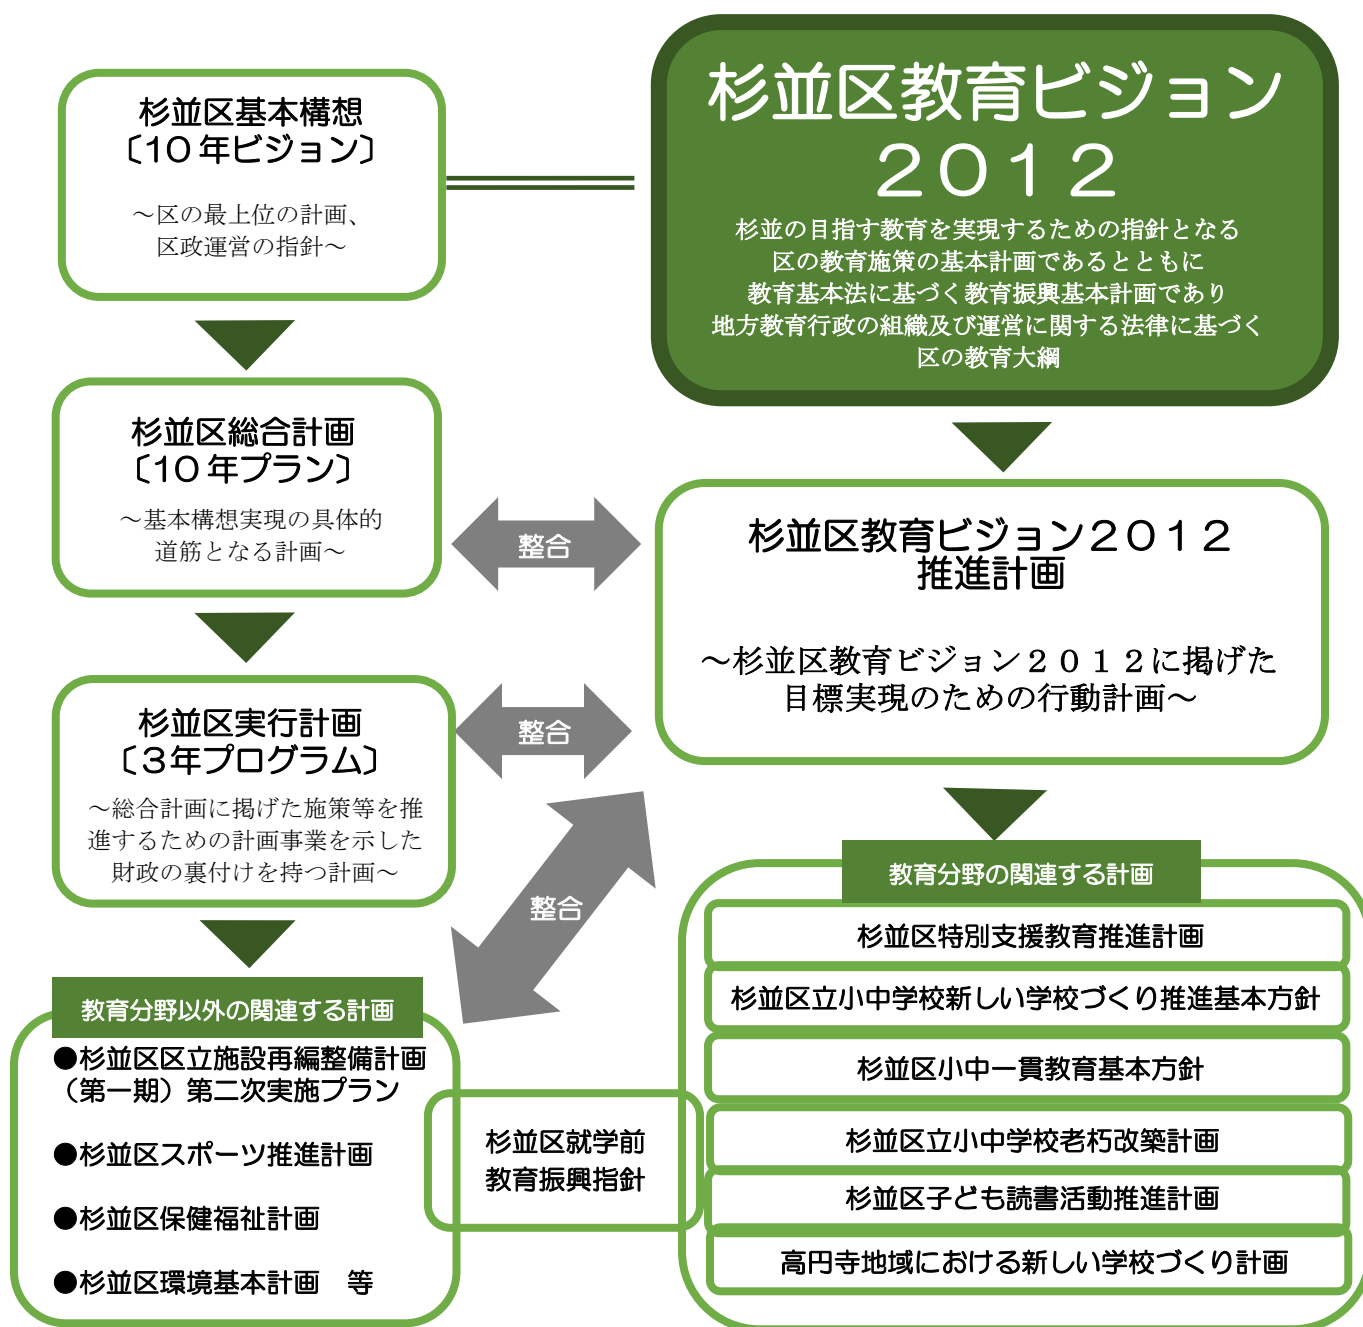 杉並区基本構想
〔10年ビジョン〕
～区の最上位の計画、
区政運営の指針～
杉並区教育ビジョン
２０１２
杉並の目指す教育を実現するための指針となる
区の教育施策の基本計画であるとともに
教育基本法に基づく教育振興基本計画であり
地方教育行政の組織及び運営に関する法律に基づく
区の教育大綱
杉並区総合計画
〔10年プラン〕
～基本構想実現の具体的
道筋となる計画～
整合
杉並区教育ビジョン２０１２
推進計画
～杉並区教育ビジョン２０１２に掲げた
目標実現のための行動計画～
杉並区実行計画
〔３年プログラム〕
～総合計画に掲げた施策等を推
進するための計画事業を示した
財政の裏付けを持つ計画～
整合
整合
教育分野以外の関連する計画
●杉並区区立施設再編整備計画
（第一期）第二次実施プラン
●杉並区スポーツ推進計画
●杉並区保健福祉計画
●杉並区環境基本計画　等
杉並区就学前
教育振興指針
教育分野の関連する計画
杉並区特別支援教育推進計画
杉並区立小中学校新しい学校づくり推進基本方針
杉並区小中一貫教育基本方針
杉並区立小中学校老朽改築計画
杉並区子ども読書活動推進計画
高円寺地域における新しい学校づくり計画